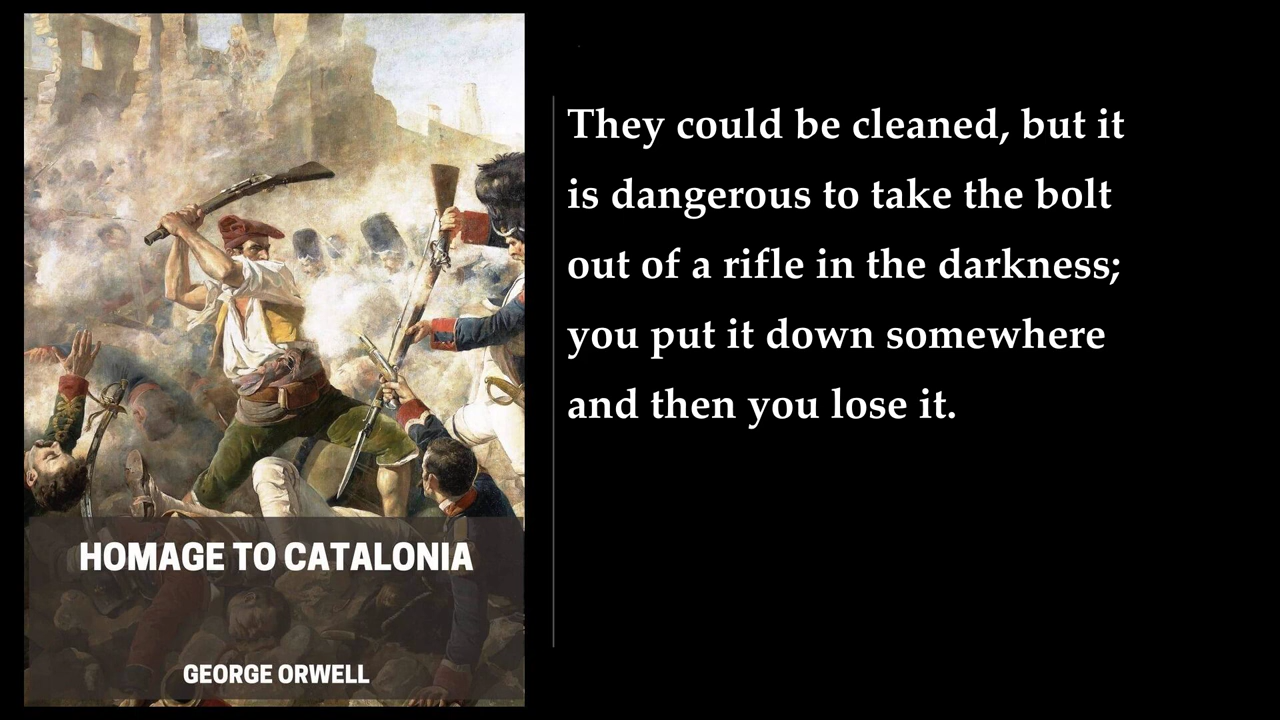 They could be cleaned, but it
is dangerous to take the bolt
out of a rifle in the darkness;
you put it down somewhere
and then you lose it.
HOMAGE TO CATALONIA
GEORGE ORWELL